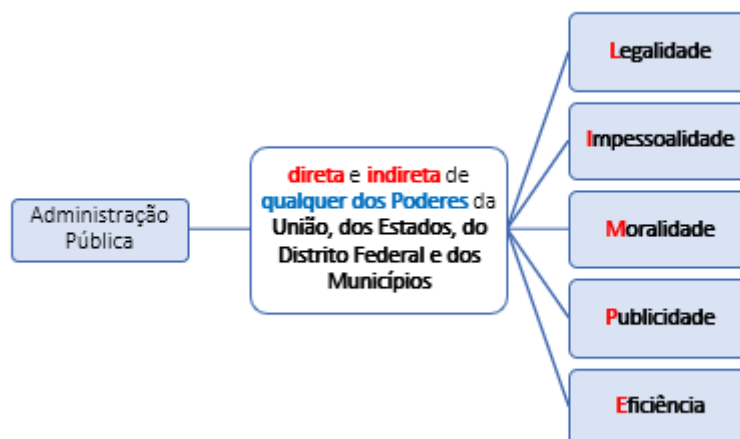 Administração
Pública
direta e indireta de
qualquer dos Poderes da
União, dos Estados, do
Distrito Federal e dos
Municípios
Legalidade
Impessoalidade
Moralidade
Publicidade
Eficiência